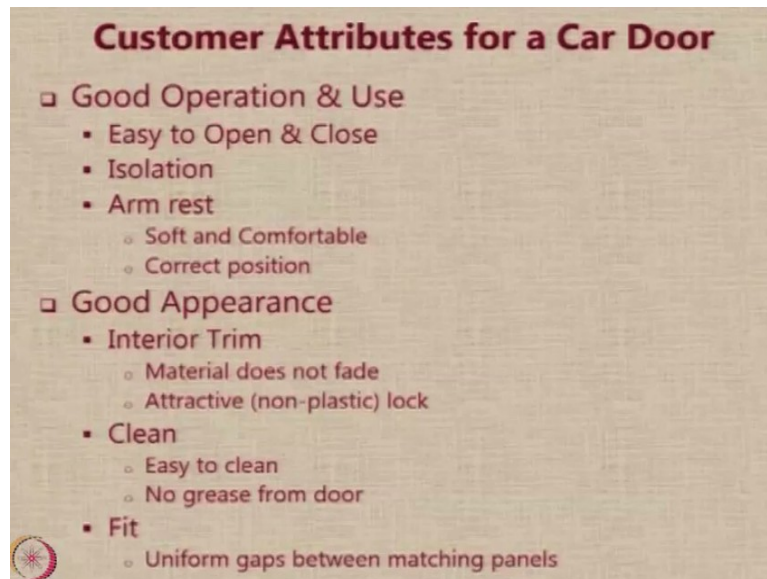 Customer Attributes for a Car Door
Good Operation & Use
Easy to Open & Close
Isolation
Arm rest
Soft and Comfortable
Correct position
Good Appearance
Interior Trim
Material does not fade
Attractive (non-plastic) lock
Clean
Easy to clean
No grease from door
Fit
Uniform gaps between matching panels